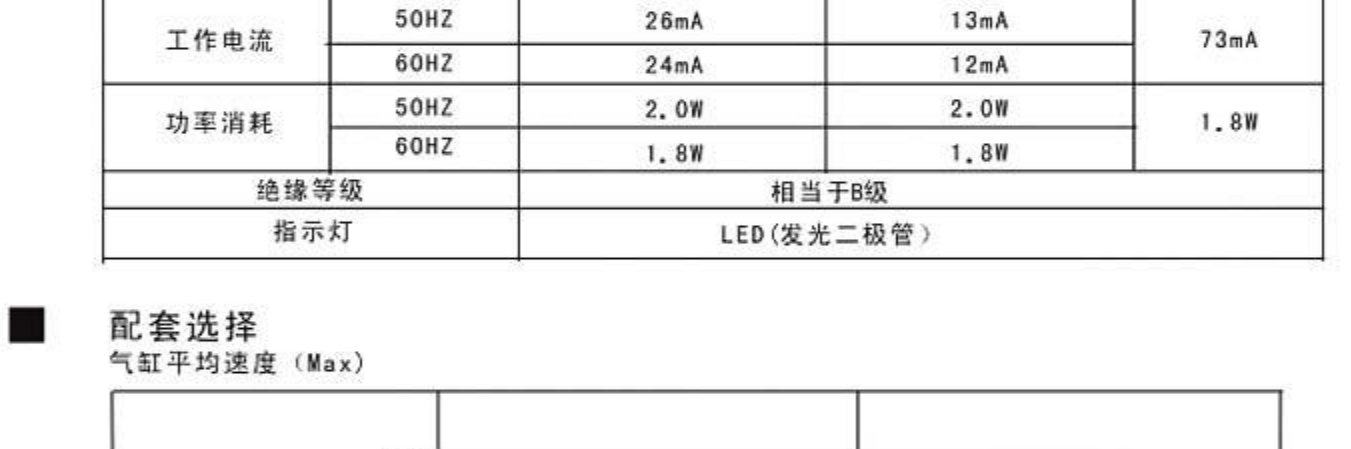 工作电流 50HZ 26mA 13mA 73mA
60HZ 24mA 12mA
功率消耗 50HZ 2.0W 2.0W 1.8W
60HZ 1.8W 1.8W
绝缘等级 相当于B级
指示灯 LED(发光二极管)
配套选择
气缸平均速度(Max)